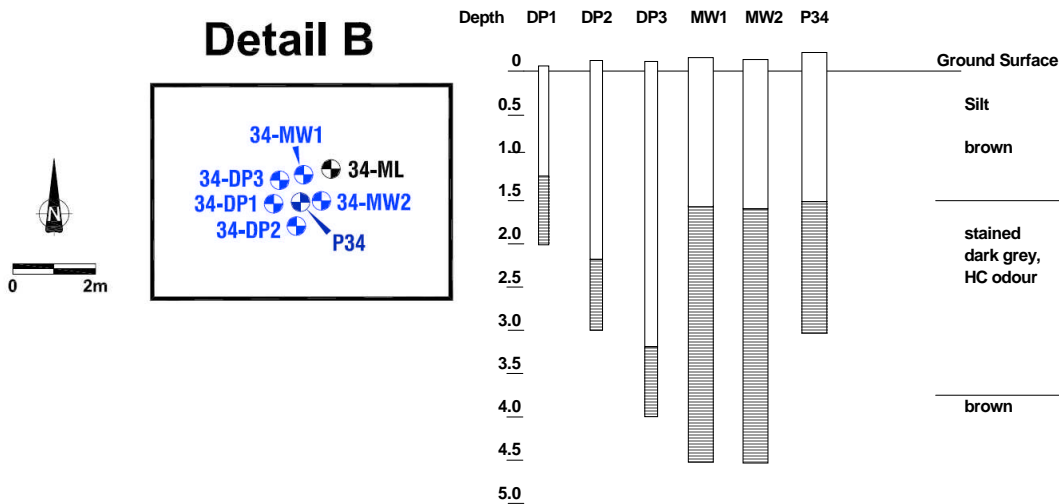 Detail B
34-MW1
34-ML
34-DP3
34-DP1
34-MW2
34-DP2
P34
N
0 2m
Depth DP1 DP2 DP3 MW1 MW2 P34
0
0.5
1.0
1.5
2.0
2.5
3.0
3.5
4.0
4.5
5.0
Ground Surface
Silt
brown
stained
dark grey,
HC odour
brown